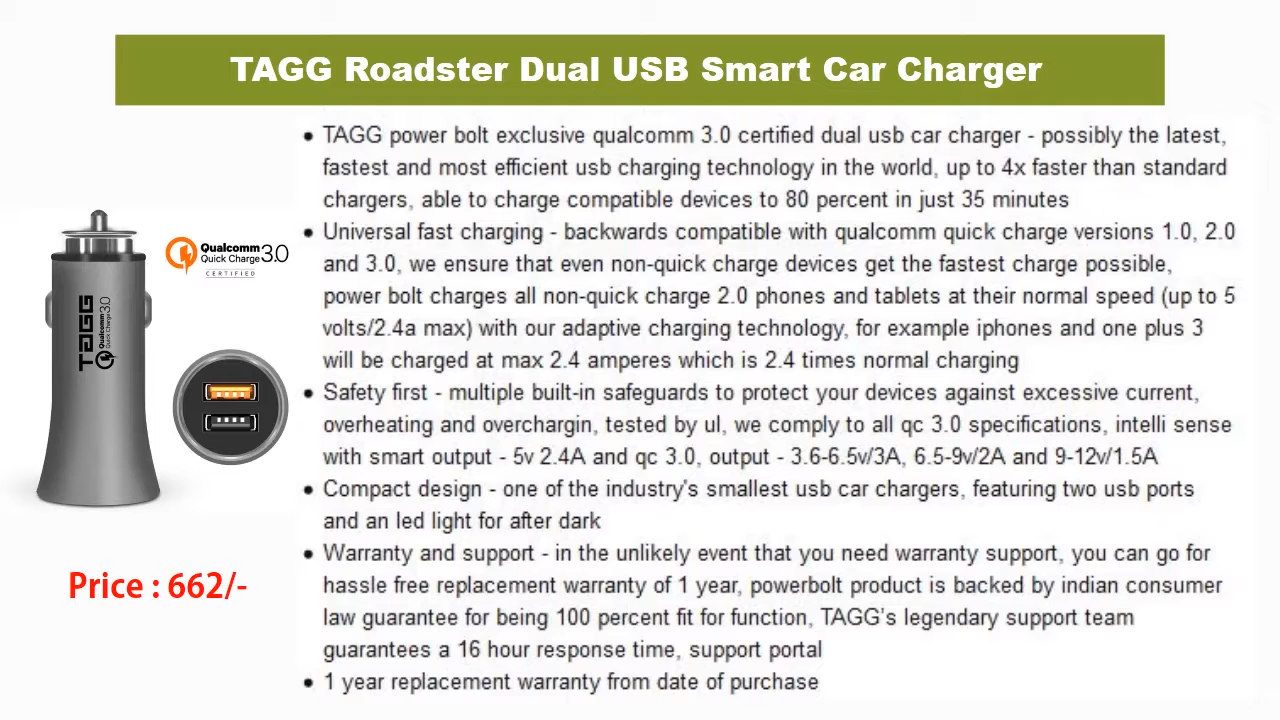 TAGG Roadster Dual USB Smart Car Charger
• TAGG power bolt exclusive qualcomm 3.0 certified dual usb car charger - possibly the latest,
fastest and most efficient usb charging technology in the world, up to 4x faster than standard
chargers, able to charge compatible devices to 80 percent in just 35 minutes
• Universal fast charging - backwards compatible with qualcomm quick charge versions 1.0, 2.0
and 3.0, we ensure that even non-quick charge devices get the fastest charge possible,
power bolt charges all non-quick charge 2.0 phones and tablets at their normal speed (up to 5
volts/2.4a max) with our adaptive charging technology, for example iphones and one plus 3
will be charged at max 2.4 amperes which is 2.4 times normal charging
• Safety first - multiple built-in safeguards to protect your devices against excessive current,
overheating and overchargin, tested by ul, we comply to all qc 3.0 specifications, intelli sense
with smart output - 5v 2.4A and qc 3.0, output - 3.6-6.5v/3A, 6.5-9v/2A and 9-12v/1.5A
• Compact design - one of the industry's smallest usb car chargers, featuring two usb ports
and an led light for after dark
• Warranty and support - in the unlikely event that you need warranty support, you can go for
hassle free replacement warranty of 1 year, powerbolt product is backed by indian consumer
law guarantee for being 100 percent fit for function, TAGG's legendary support team
guarantees a 16 hour response time, support portal
• 1 year replacement warranty from date of purchase
Qualcomm
Quick Charge 3.0
CERTIFIED
TAGG
Qualcomm
Quick Charge 3.0
Price : 662/-